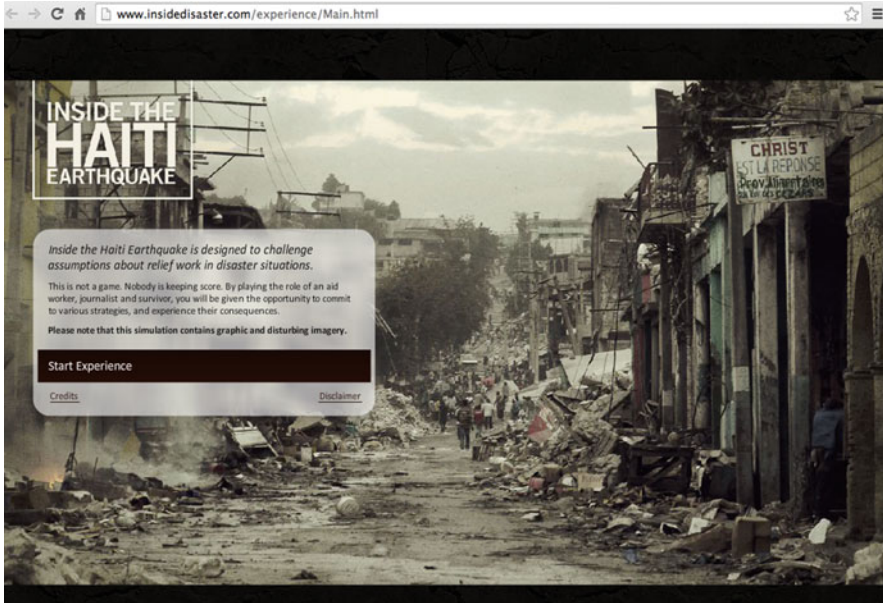 www.insidedisaster.com/experience/Main.html
INSIDE THE
HAITI
EARTHQUAKE
CHRIST
EST LA REPONSE
Prov. Alimentaires
Inside the Haiti Earthquake is designed to challenge
assumptions about relief work in disaster situations.
This is not a game. Nobody is keeping score. By playing the role of an aid
worker, journalist and survivor, you will be given the opportunity to commit
to various strategies, and experience their consequences.
Please note that this simulation contains graphic and disturbing imagery.
Start Experience
Credits
Disclaimer